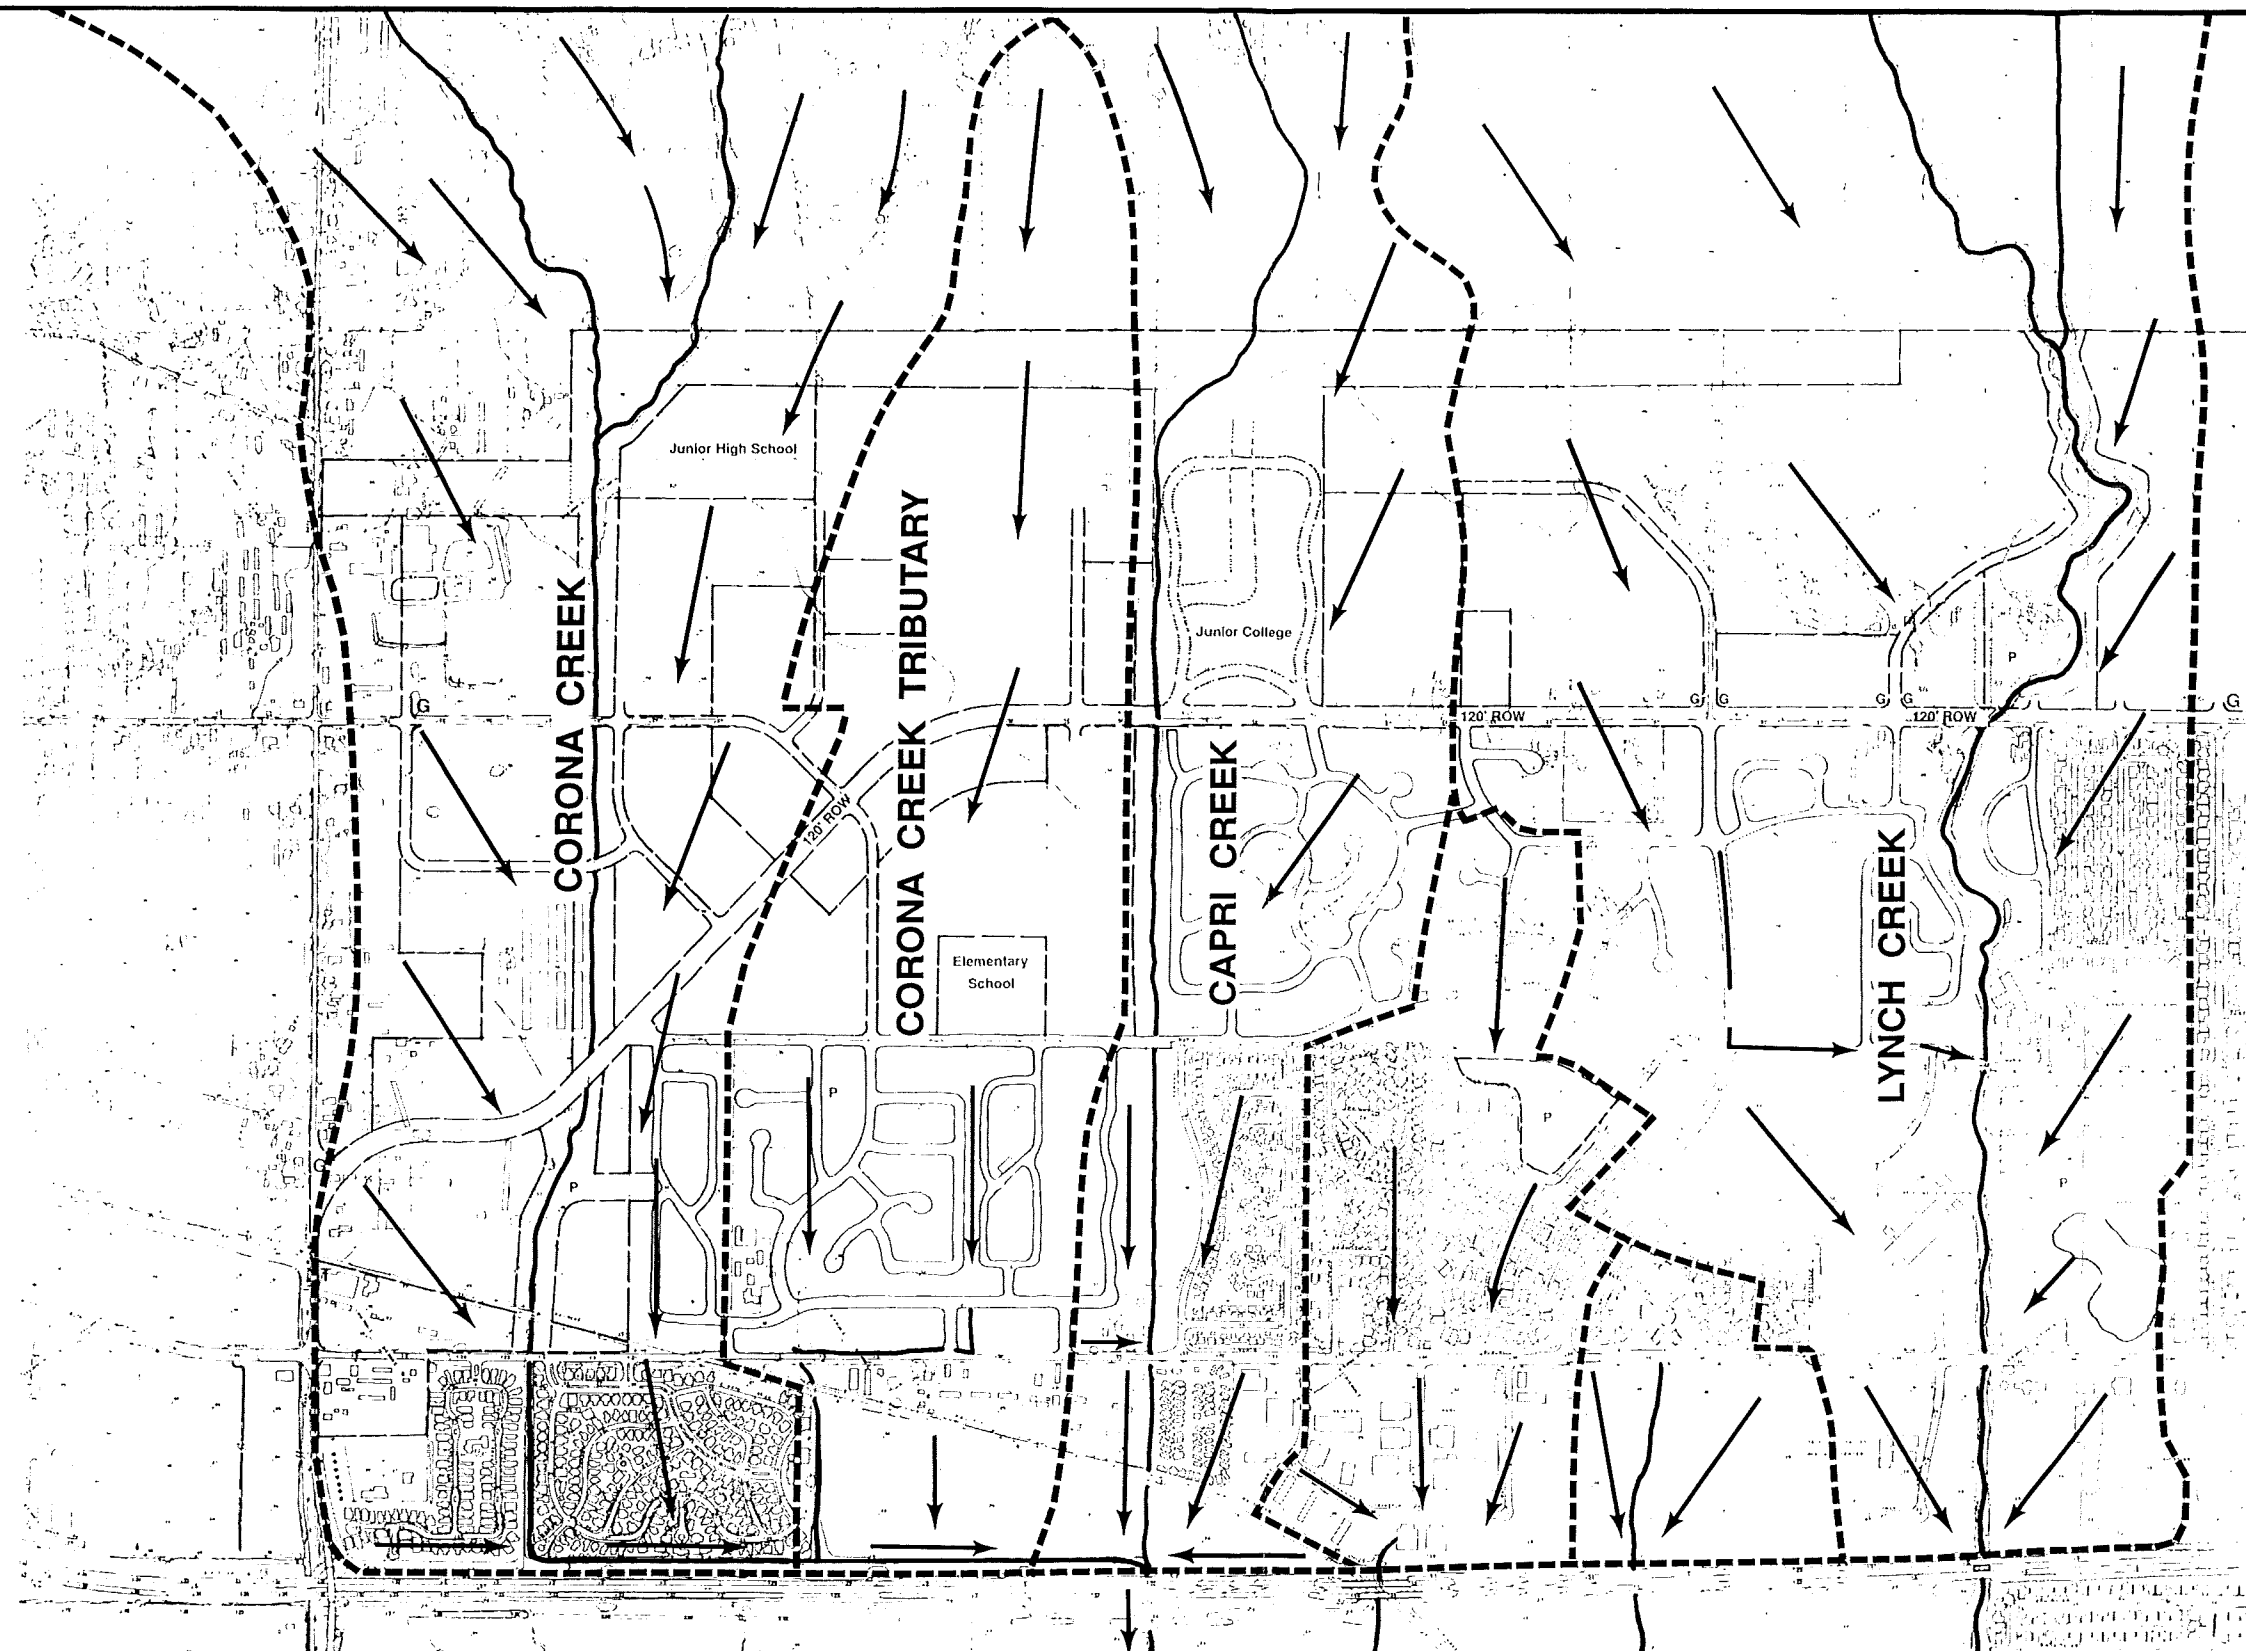 Junior High School
CORONA CREEK
CORONA CREEK TRIBUTARY
Junior College
P
G
G G
G G
G
120' ROW
120' ROW
120' ROW
CAPRI CREEK
LYNCH CREEK
Elementary
School
P
P
P
P
G